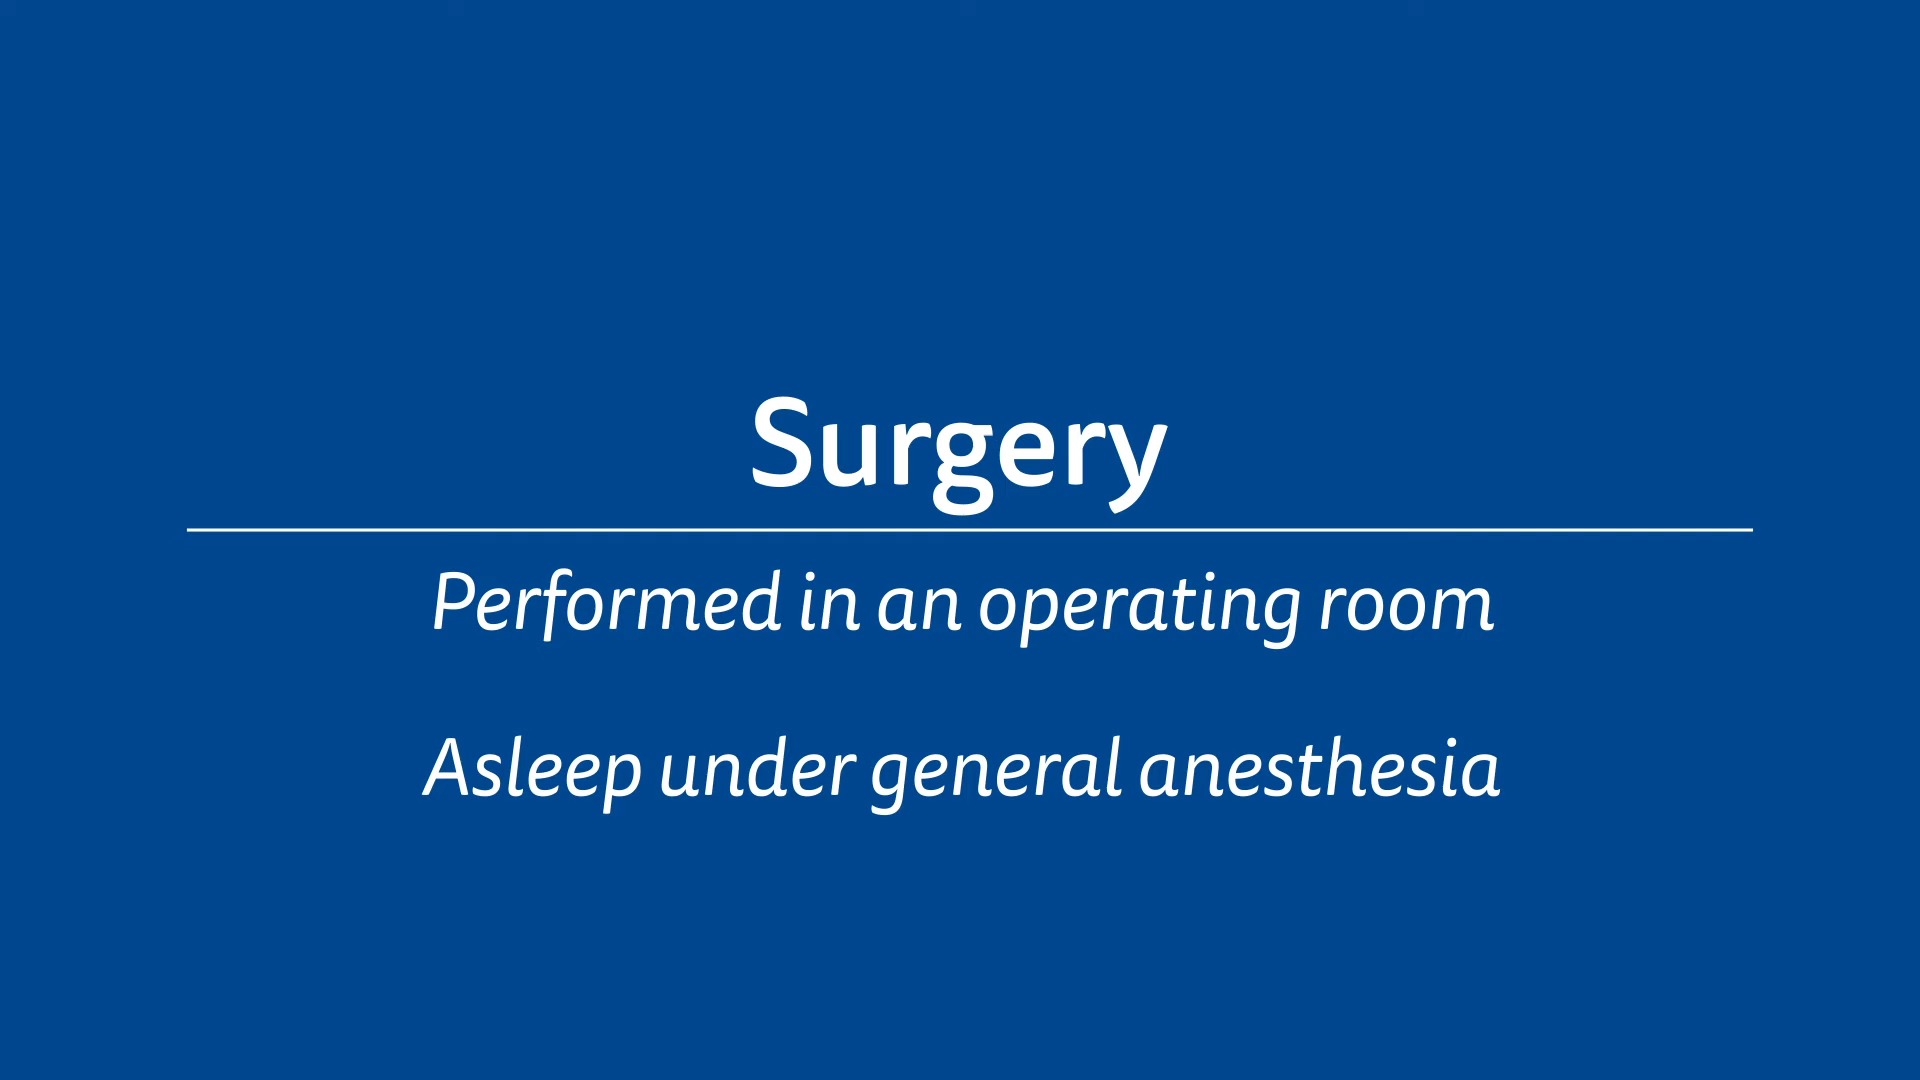 Surgery
Performed in an operating room
Asleep under general anesthesia